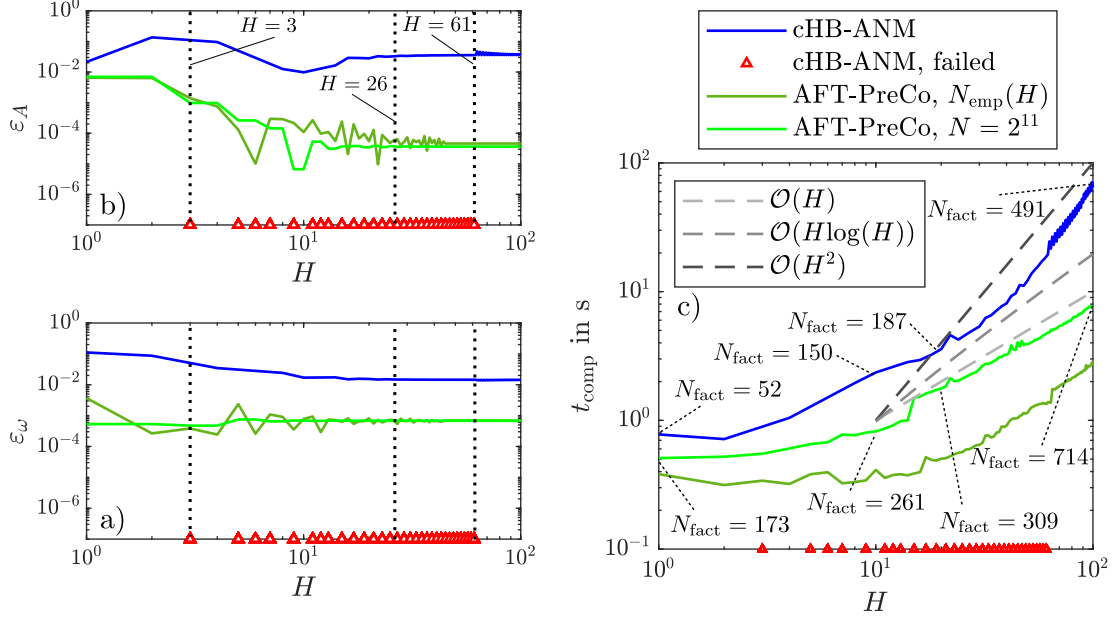 cHB-ANM
cHB-ANM, failed
AFT-PreCo, N_emp(H)
AFT-PreCo, N = 2^11
10^0
10^-2
10^-4
10^-6
ε_A
H = 3
H = 61
H = 26
b)
10^0
10^1
10^2
H
10^0
10^-2
10^-4
10^-6
ε_ω
a)
10^0
10^1
10^2
H
10^2
10^1
10^0
10^-1
t_comp in s
O(H)
O(Hlog(H))
O(H^2)
c)
N_fact = 491
N_fact = 187
N_fact = 150
N_fact = 52
N_fact = 714
N_fact = 261
N_fact = 173
N_fact = 309
10^0
10^1
10^2
H